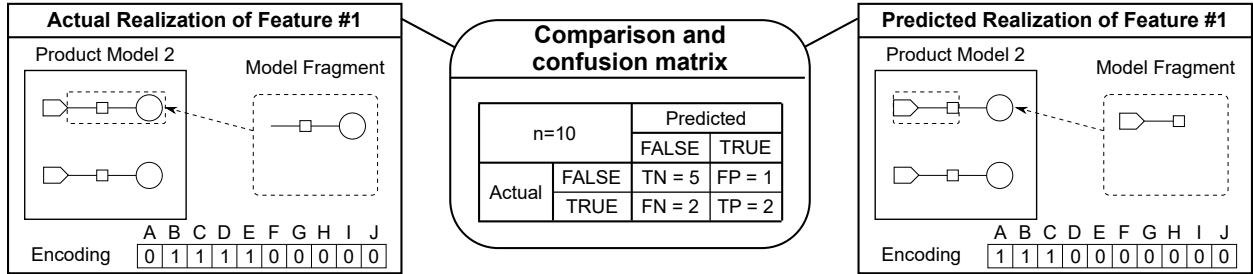 Actual Realization of Feature #1
Product Model 2
Model Fragment
A B C D E F G H I J
Encoding 0 1 1 1 1 0 0 0 0 0
Comparison and
confusion matrix
n=10
Predicted
FALSE TRUE
Actual
FALSE TN = 5 FP = 1
TRUE FN = 2 TP = 2
Predicted Realization of Feature #1
Product Model 2
Model Fragment
A B C D E F G H I J
Encoding 1 1 1 0 0 0 0 0 0 0